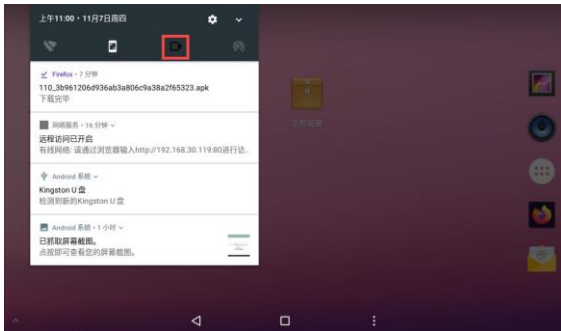 上午11:00 · 11月7日周四
Firefox · 7 分钟
110_3b961206d936ab3a806c9a38a2f65323.apk
下载完毕
网络服务 · 16 分钟
远程访问已开启
有线网络: 请通过浏览器输入http://192.168.30.119:80进行访..
Android 系统
Kingston U 盘
检测到新的Kingston U 盘
Android 系统 · 1 小时
已抓取屏幕截图。
点按即可查看您的屏幕截图。